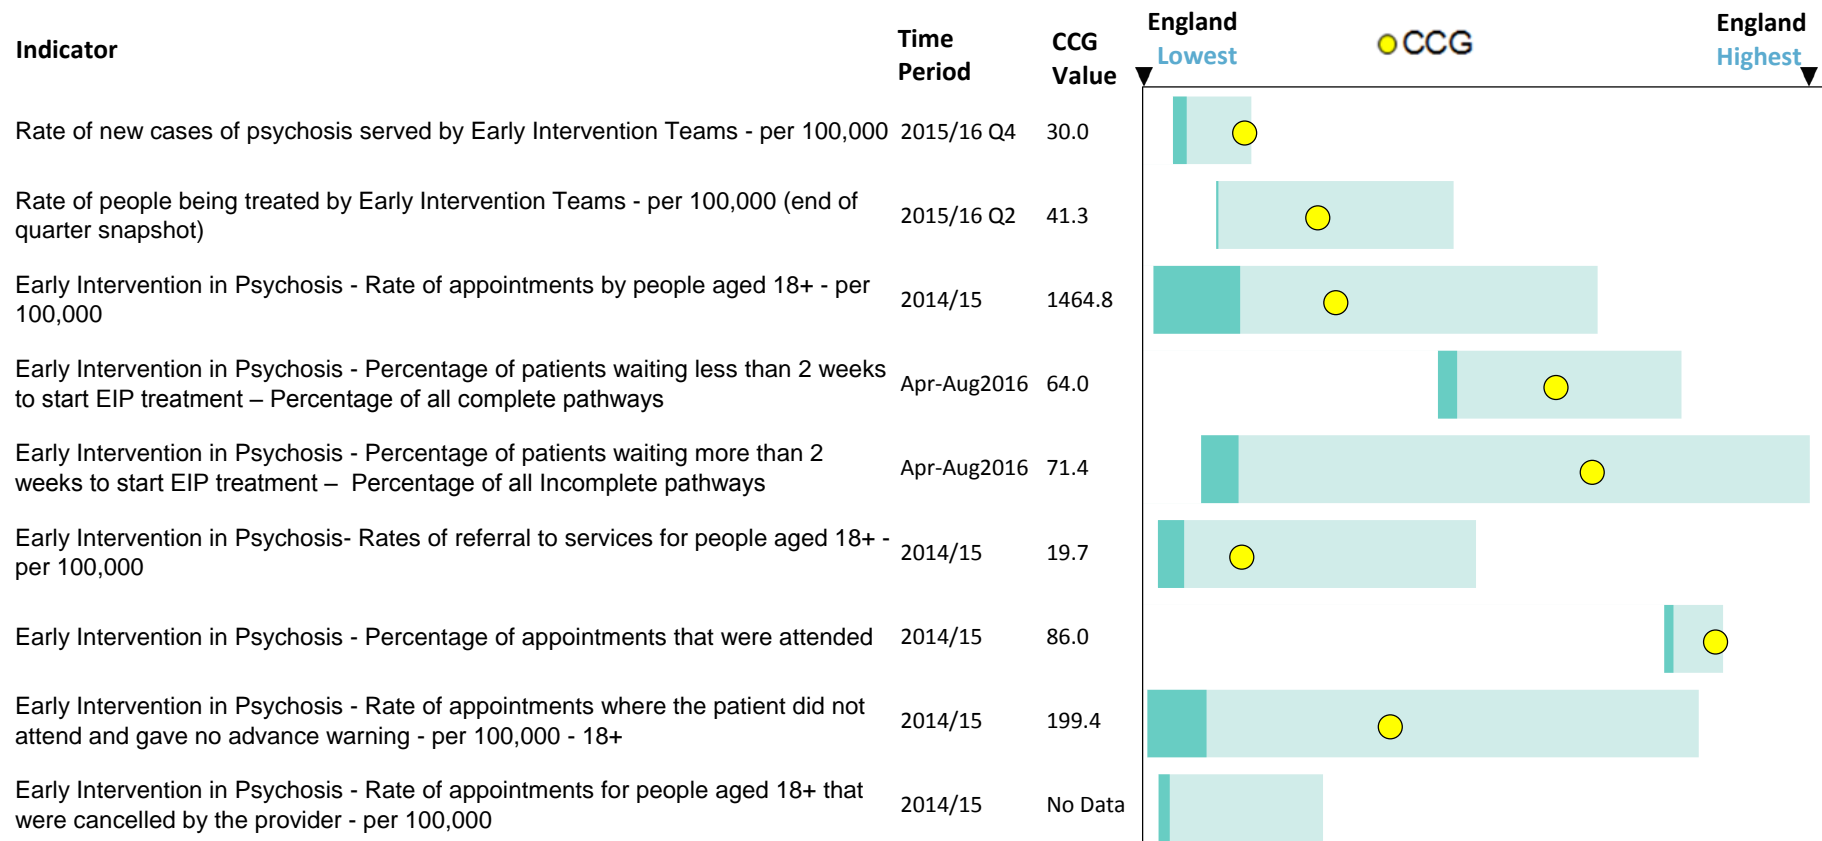 Indicator
Time
Period
CCG
Value
England
Lowest
CCG
England
Highest
Rate of new cases of psychosis served by Early Intervention Teams - per 100,000 2015/16 Q4 30.0
Rate of people being treated by Early Intervention Teams - per 100,000 (end of
quarter snapshot)
2015/16 Q2 41.3
Early Intervention in Psychosis - Rate of appointments by people aged 18+ - per
100,000
2014/15 1464.8
Early Intervention in Psychosis - Percentage of patients waiting less than 2 weeks
to start EIP treatment – Percentage of all complete pathways
Apr-Aug2016 64.0
Early Intervention in Psychosis - Percentage of patients waiting more than 2
weeks to start EIP treatment –  Percentage of all Incomplete pathways
Apr-Aug2016 71.4
Early Intervention in Psychosis- Rates of referral to services for people aged 18+ -
per 100,000
2014/15 19.7
Early Intervention in Psychosis - Percentage of appointments that were attended 2014/15 86.0
Early Intervention in Psychosis - Rate of appointments where the patient did not
attend and gave no advance warning - per 100,000 - 18+
2014/15 199.4
Early Intervention in Psychosis - Rate of appointments for people aged 18+ that
were cancelled by the provider - per 100,000
2014/15 No Data